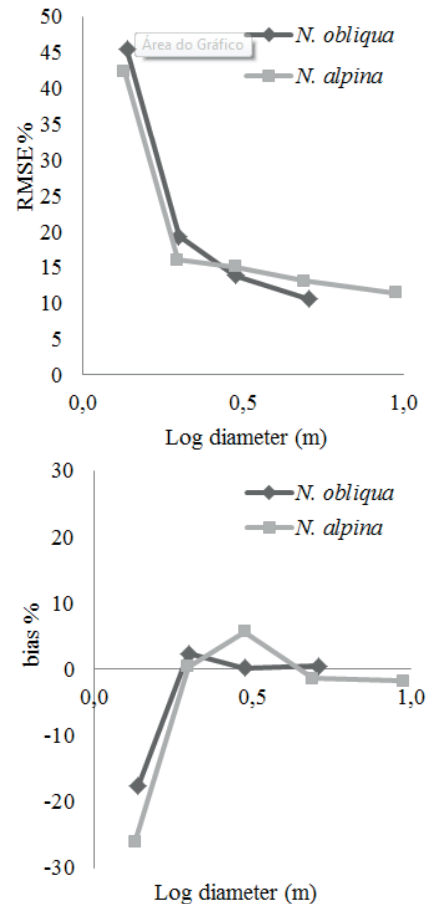 50
Área do Gráfico
N. obliqua
45
N. alpina
40
35
30
RMSE %
25
20
15
10
5
0
0,0 0,5 1,0
Log diameter (m)
30
N. obliqua
20
N. alpina
10
bias %
0
0,0 0,5 1,0
-10
-20
-30
Log diameter (m)